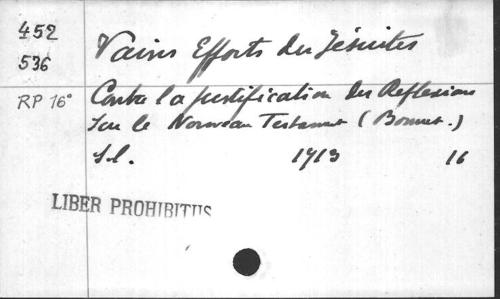 452
536
RP 16°
Vains Efforts des Jésuites
Contre la justification des Reflexions
sur le Nouveau Testament (Bonnet.)
S.l. 1713 16
LIBER PROHIBITUS